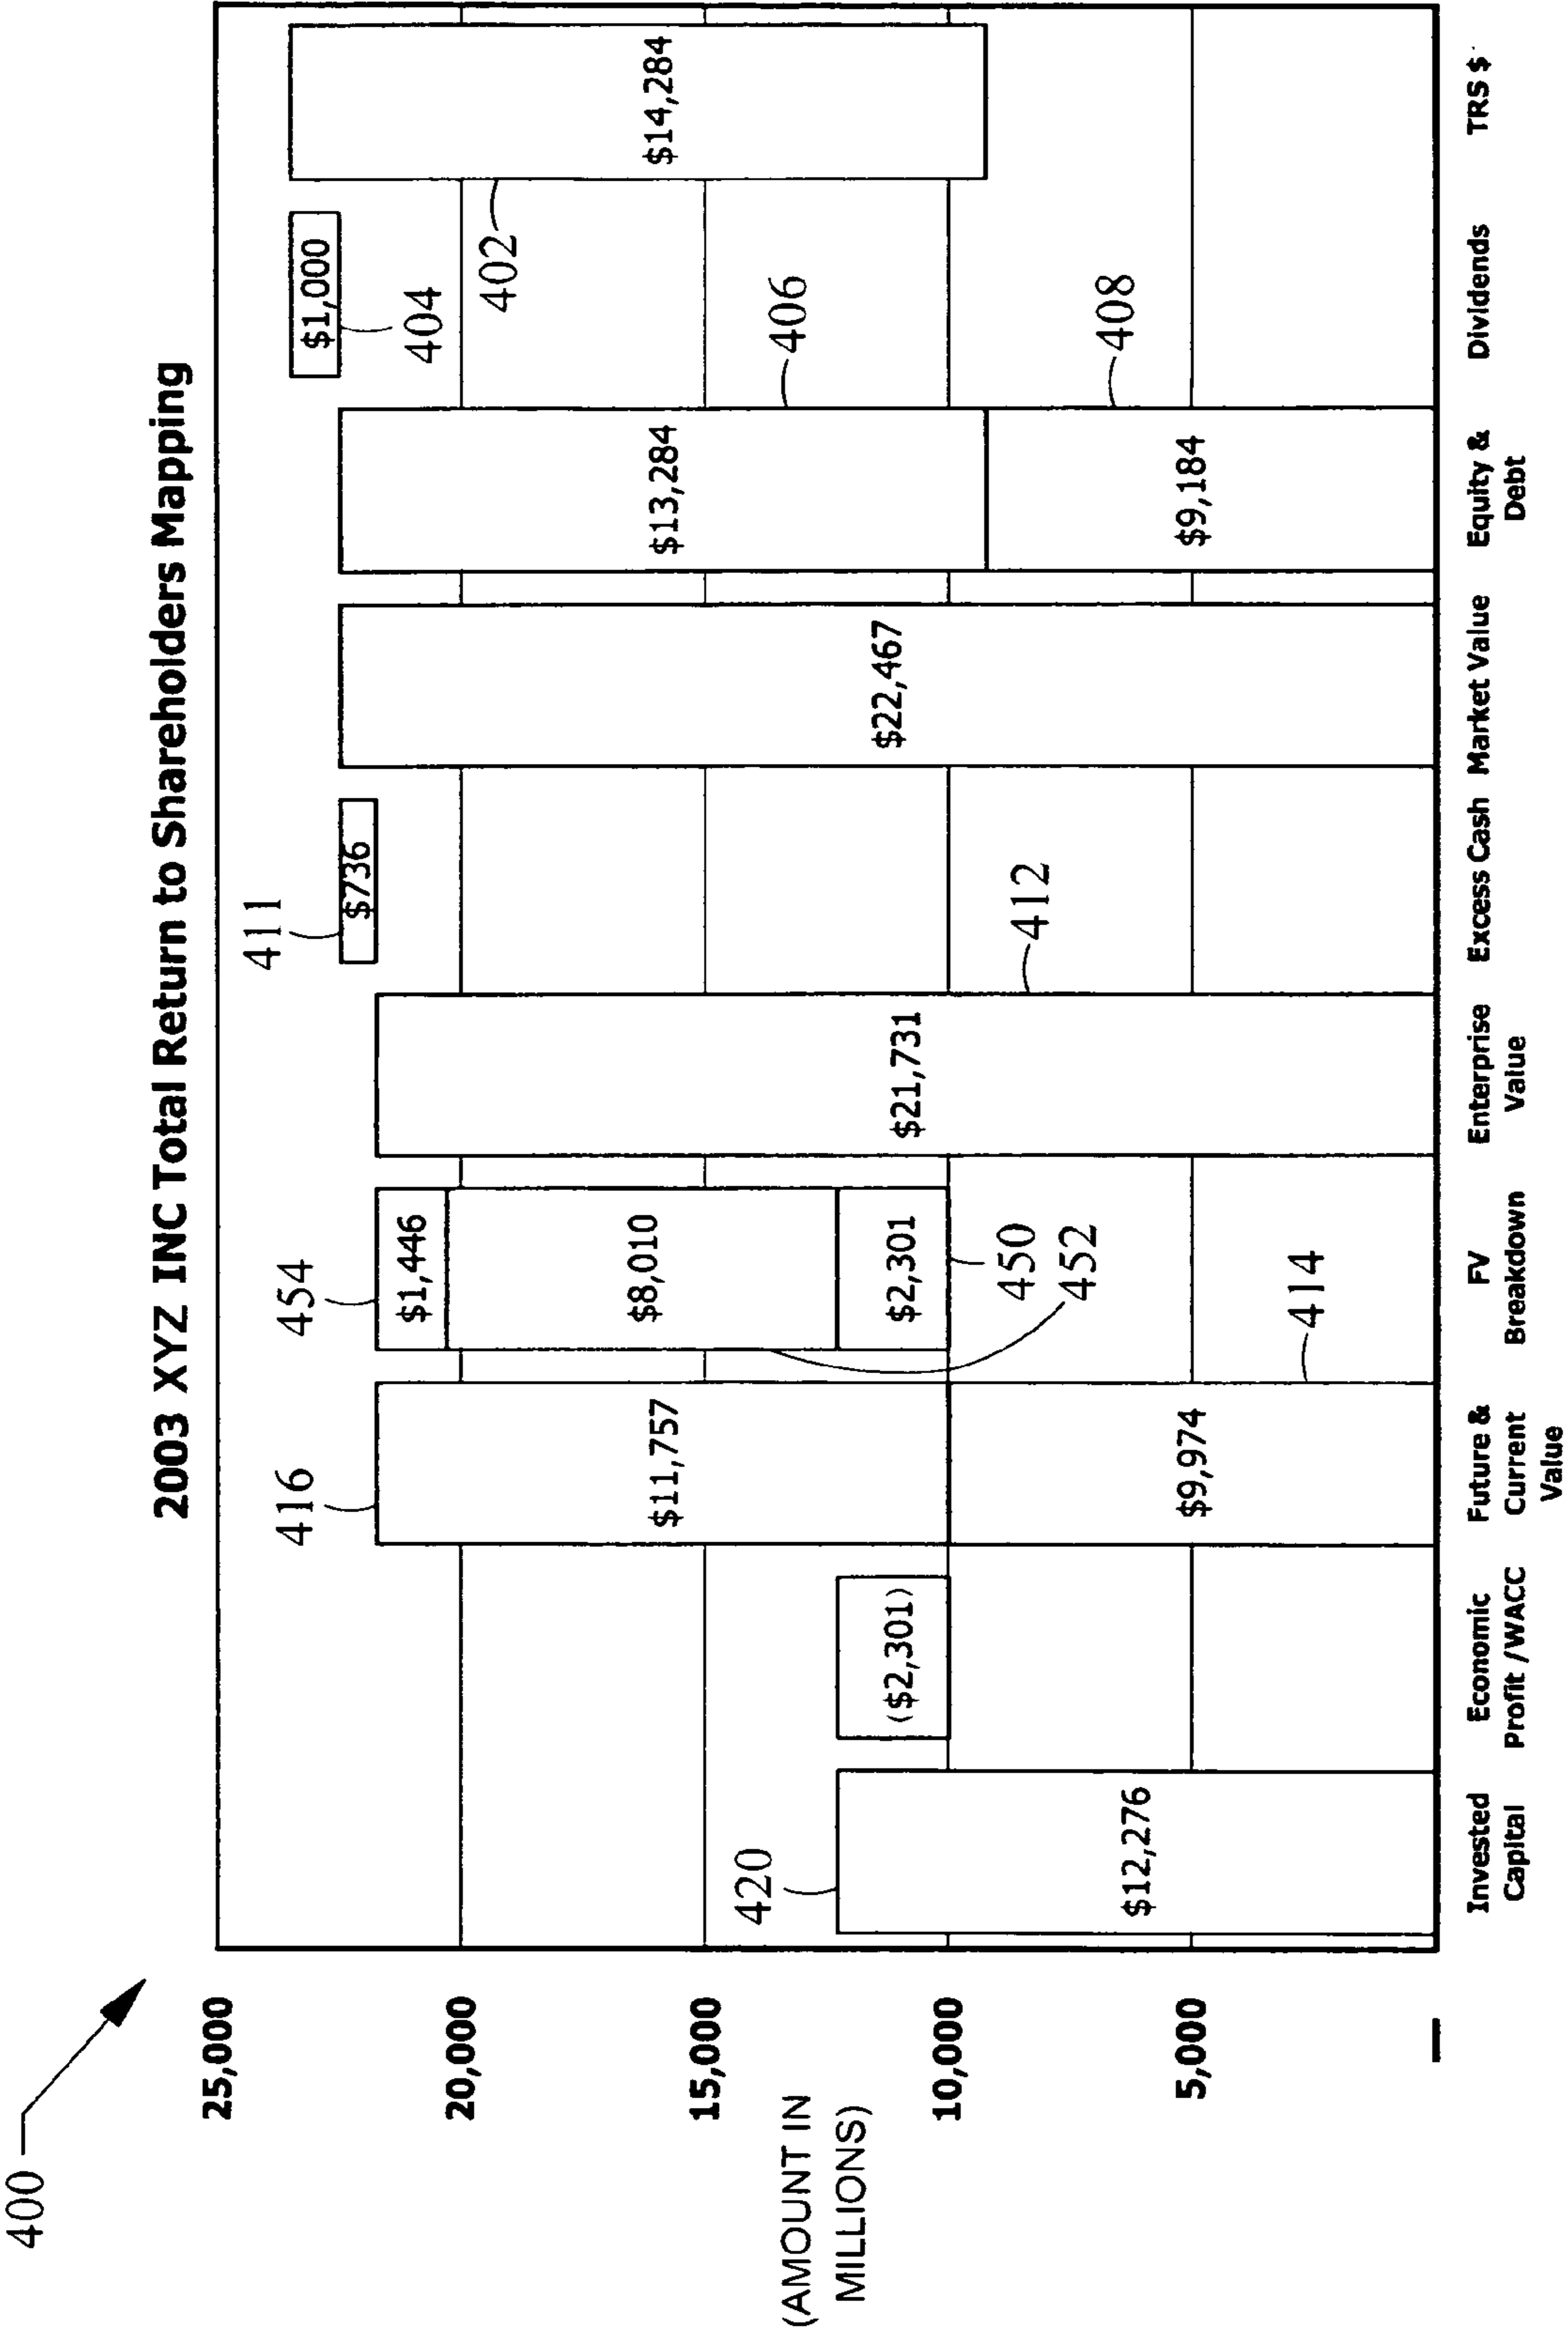 400
2003 XYZ INC Total Return to Shareholders Mapping
(AMOUNT IN
MILLIONS)
25,000
20,000
15,000
10,000
5,000
—
420
$12,276
($2,301)
416
$11,757
$9,974
414
454
$1,446
$8,010
$2,301
450
452
$21,731
412
411
$736
$22,467
$13,284
406
$9,184
408
$1,000
404
402
$14,284
Invested
Capital
Economic
Profit /WACC
Future &
Current
Value
FV
Breakdown
Enterprise
Value
Excess Cash
Market Value
Equity &
Debt
Dividends
TRS $